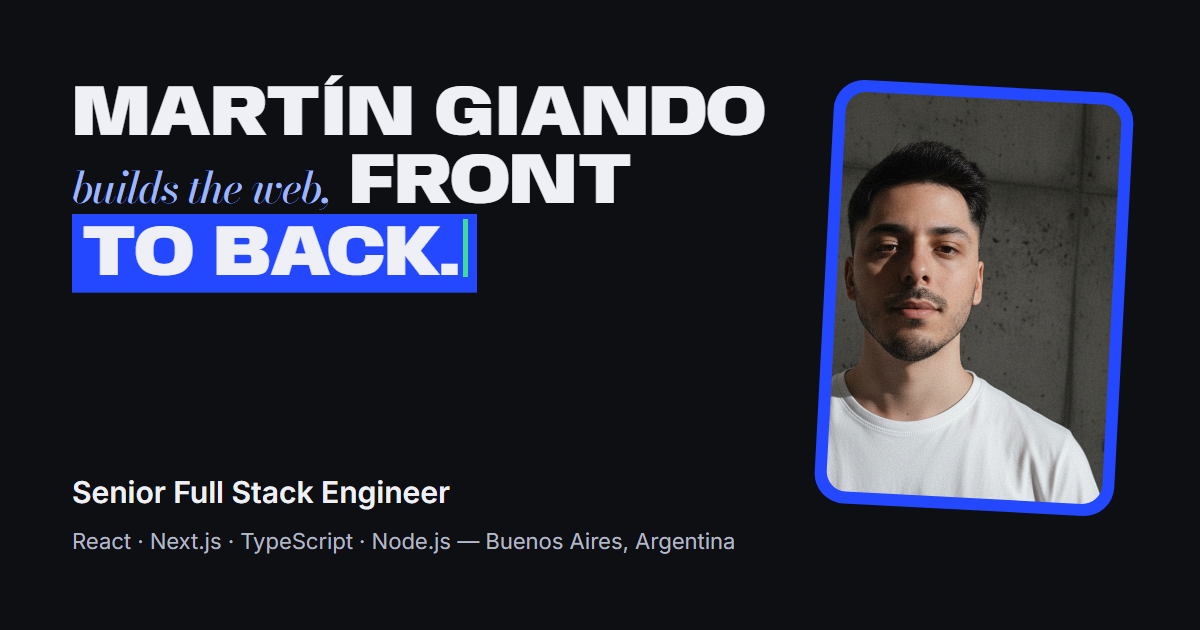 MARTÍN GIANDO
builds the web, FRONT
TO BACK.
Senior Full Stack Engineer
React · Next.js · TypeScript · Node.js — Buenos Aires, Argentina